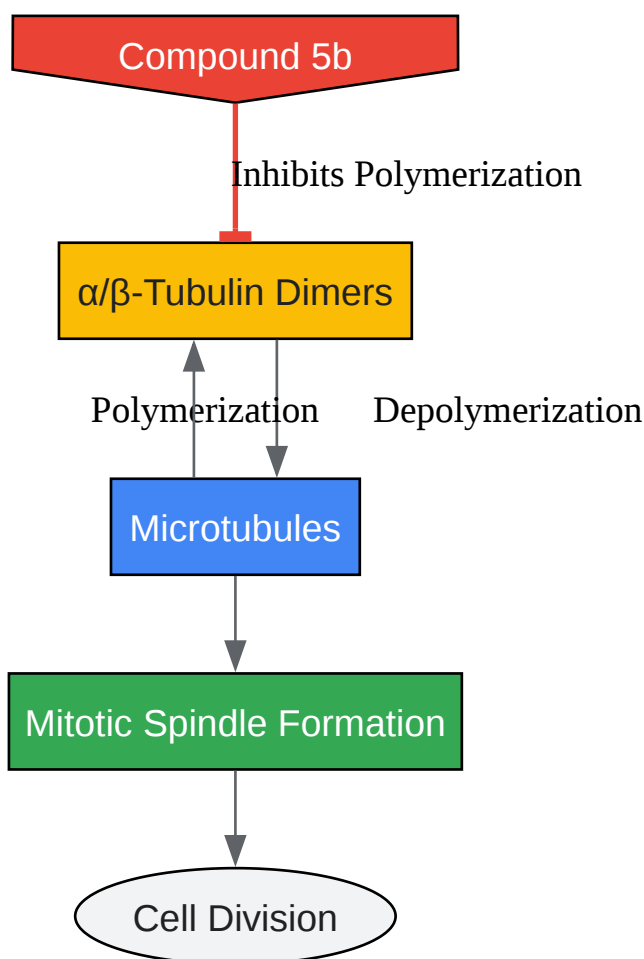 Compound 5b
Inhibits Polymerization
α/β-Tubulin Dimers
Polymerization
Depolymerization
Microtubules
Mitotic Spindle Formation
Cell Division